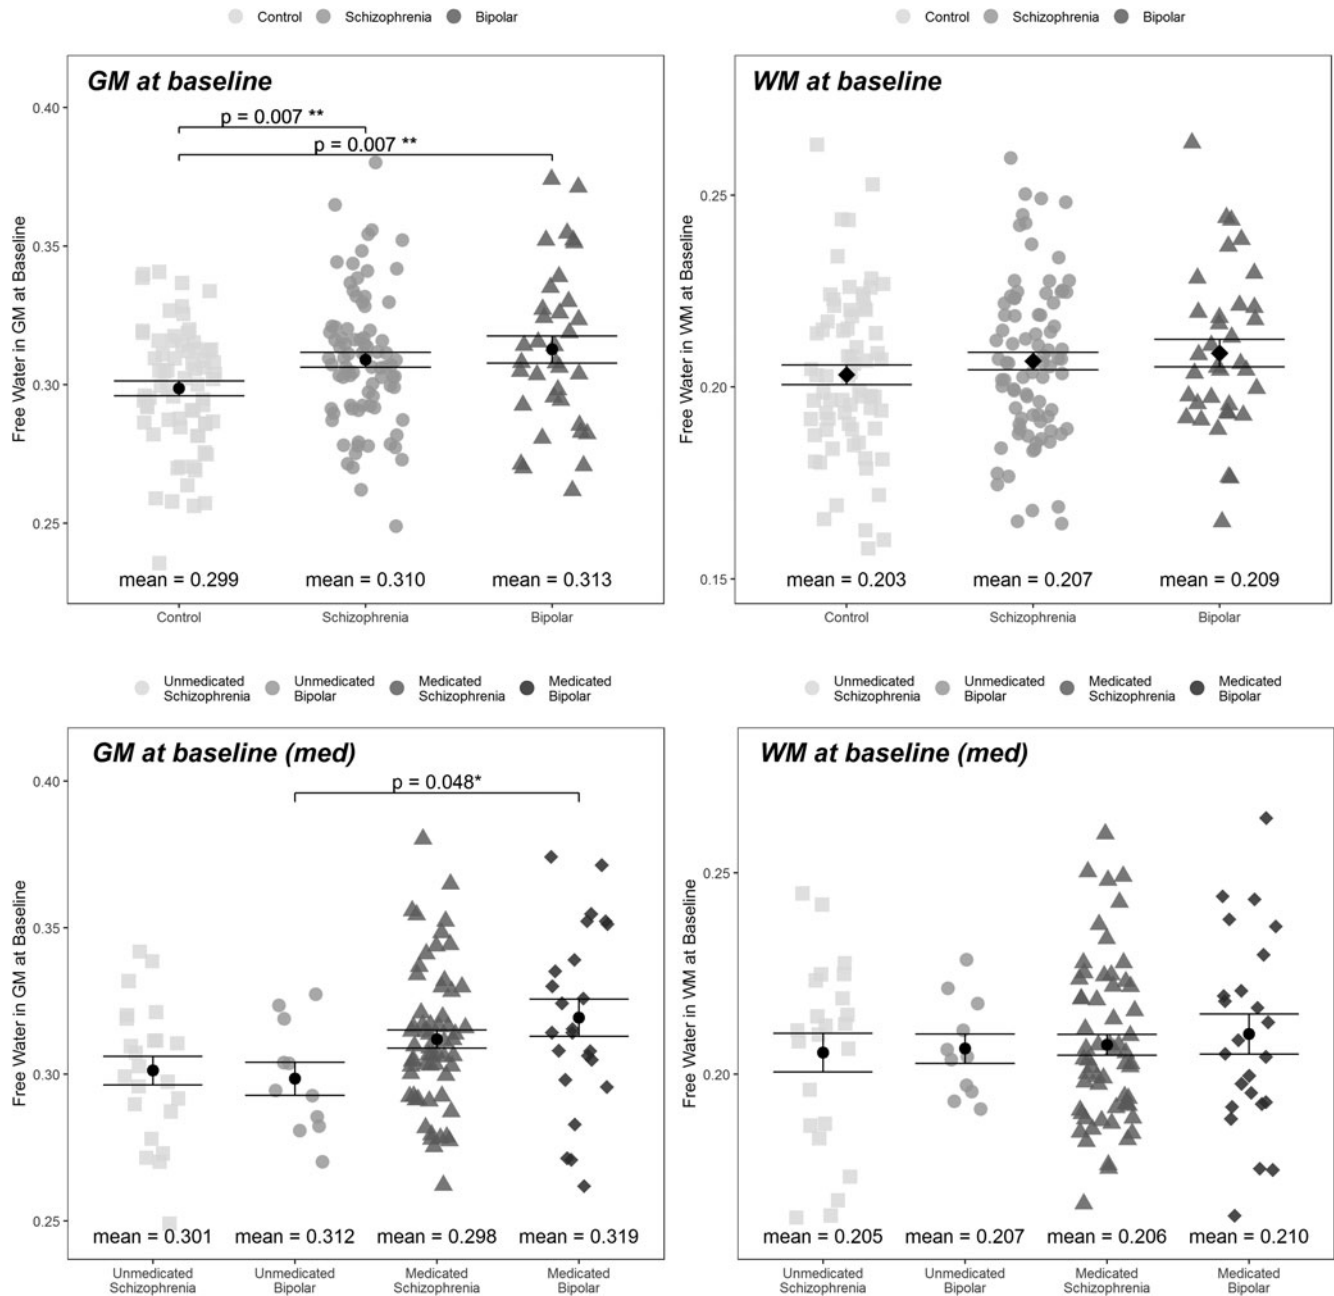 Control Schizophrenia Bipolar
GM at baseline
p = 0.007 **
p = 0.007 **
Free Water in GM at Baseline
0.40
0.35
0.30
0.25
mean = 0.299 mean = 0.310 mean = 0.313
Control Schizophrenia Bipolar
Control Schizophrenia Bipolar
WM at baseline
Free Water in WM at Baseline
0.25
0.20
0.15
mean = 0.203 mean = 0.207 mean = 0.209
Control Schizophrenia Bipolar
Unmedicated Unmedicated Medicated Medicated
Schizophrenia Bipolar Schizophrenia Bipolar
GM at baseline (med)
p = 0.048*
Free Water in GM at Baseline
0.40
0.35
0.30
0.25
mean = 0.301 mean = 0.312 mean = 0.298 mean = 0.319
Unmedicated Unmedicated Medicated Medicated
Schizophrenia Bipolar Schizophrenia Bipolar
Unmedicated Unmedicated Medicated Medicated
Schizophrenia Bipolar Schizophrenia Bipolar
WM at baseline (med)
Free Water in WM at Baseline
0.25
0.20
mean = 0.205 mean = 0.207 mean = 0.206 mean = 0.210
Unmedicated Unmedicated Medicated Medicated
Schizophrenia Bipolar Schizophrenia Bipolar